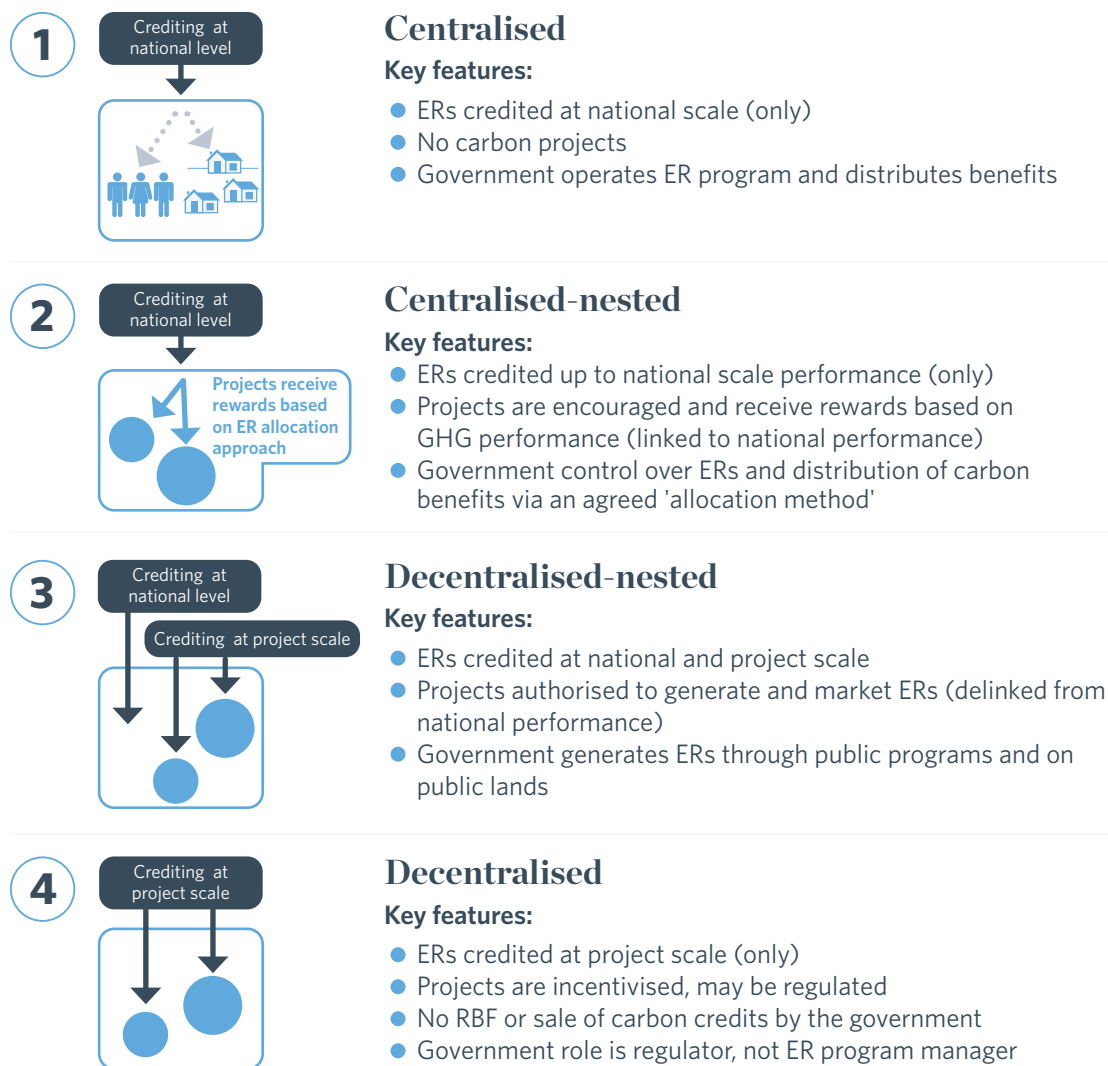 1
Crediting at
national level
Centralised
Key features:
ERs credited at national scale (only)
No carbon projects
Government operates ER program and distributes benefits
2
Crediting at
national level
Projects receive
rewards based
on ER allocation
approach
Centralised-nested
Key features:
ERs credited up to national scale performance (only)
Projects are encouraged and receive rewards based on
GHG performance (linked to national performance)
Government control over ERs and distribution of carbon
benefits via an agreed 'allocation method'
3
Crediting at
national level
Crediting at project scale
Decentralised-nested
Key features:
ERs credited at national and project scale
Projects authorised to generate and market ERs (delinked from
national performance)
Government generates ERs through public programs and on
public lands
4
Crediting at
project scale
Decentralised
Key features:
ERs credited at project scale (only)
Projects are incentivised, may be regulated
No RBF or sale of carbon credits by the government
Government role is regulator, not ER program manager